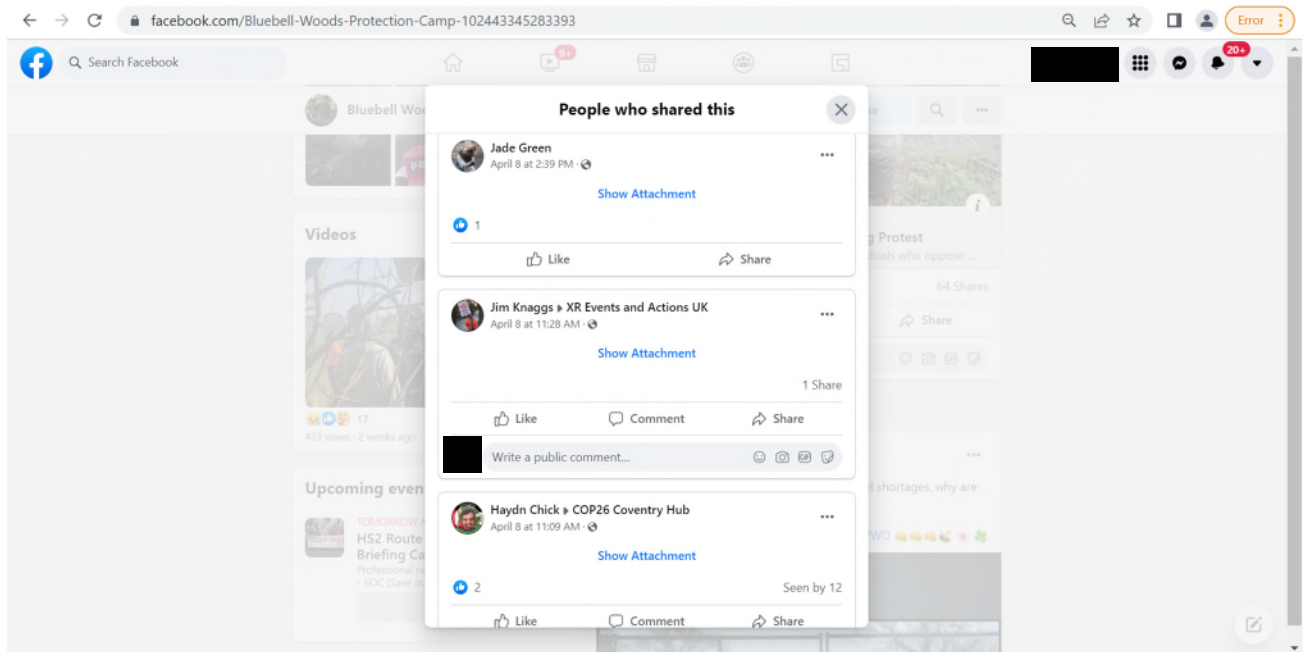 facebook.com/Bluebell-Woods-Protection-Camp-102443345283393
Error
Search Facebook
9+
20+
Bluebell Woo
People who shared this
Jade Green
April 8 at 2:39 PM ·
Show Attachment
1
Like
Share
Videos
g Protest
duals who oppose ...
64 Shares
Share
Jim Knaggs ▸ XR Events and Actions UK
April 8 at 11:28 AM ·
Show Attachment
1 Share
Like
Comment
Share
Write a public comment...
GIF
17
433 views · 2 weeks ago
Upcoming even
TOMORROW A
HS2 Route
Briefing Ca
Professional
- SOC (Save
shortages, why are
Haydn Chick ▸ COP26 Coventry Hub
April 8 at 11:09 AM ·
Show Attachment
2
Seen by 12
Like
Comment
Share